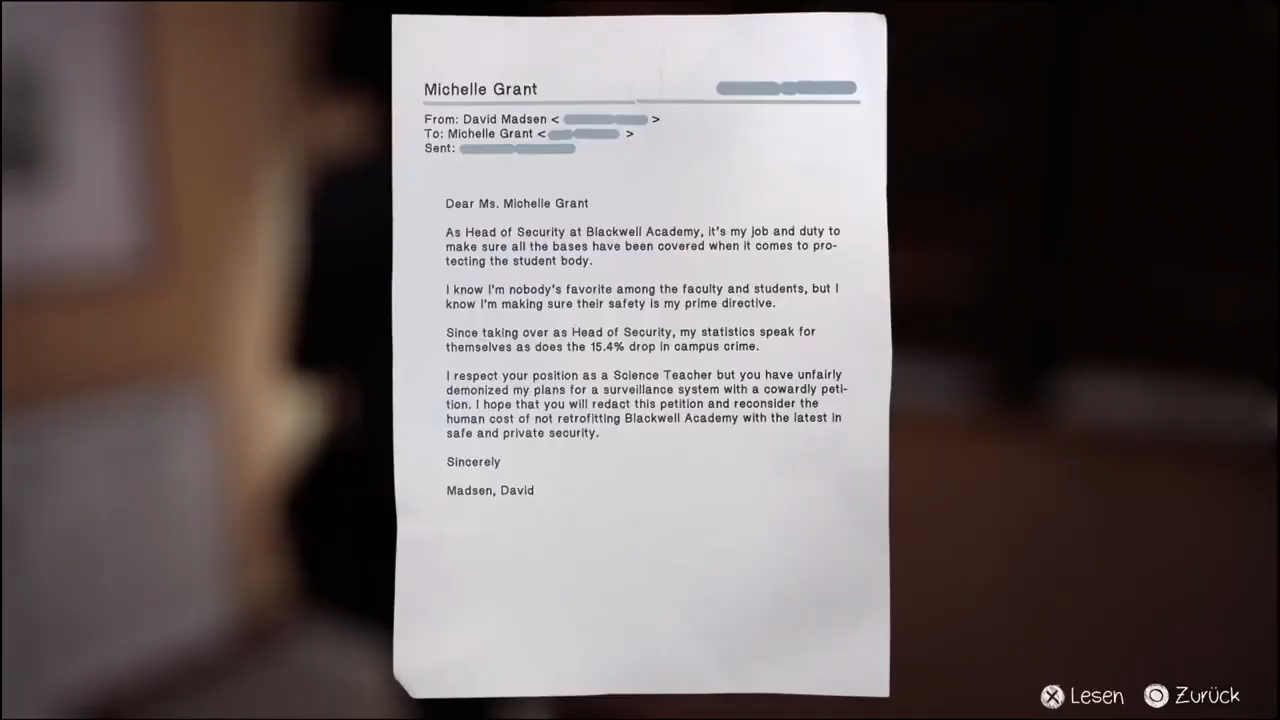 Michelle Grant
From: David Madsen < >
To: Michelle Grant < >
Sent:
Dear Ms. Michelle Grant
As Head of Security at Blackwell Academy, it's my job and duty to
make sure all the bases have been covered when it comes to pro-
tecting the student body.
I know I'm nobody's favorite among the faculty and students, but I
know I'm making sure their safety is my prime directive.
Since taking over as Head of Security, my statistics speak for
themselves as does the 15.4% drop in campus crime.
I respect your position as a Science Teacher but you have unfairly
demonized my plans for a surveillance system with a cowardly peti-
tion. I hope that you will redact this petition and reconsider the
human cost of not retrofitting Blackwell Academy with the latest in
safe and private security.
Sincerely
Madsen, David
Lesen Zurück